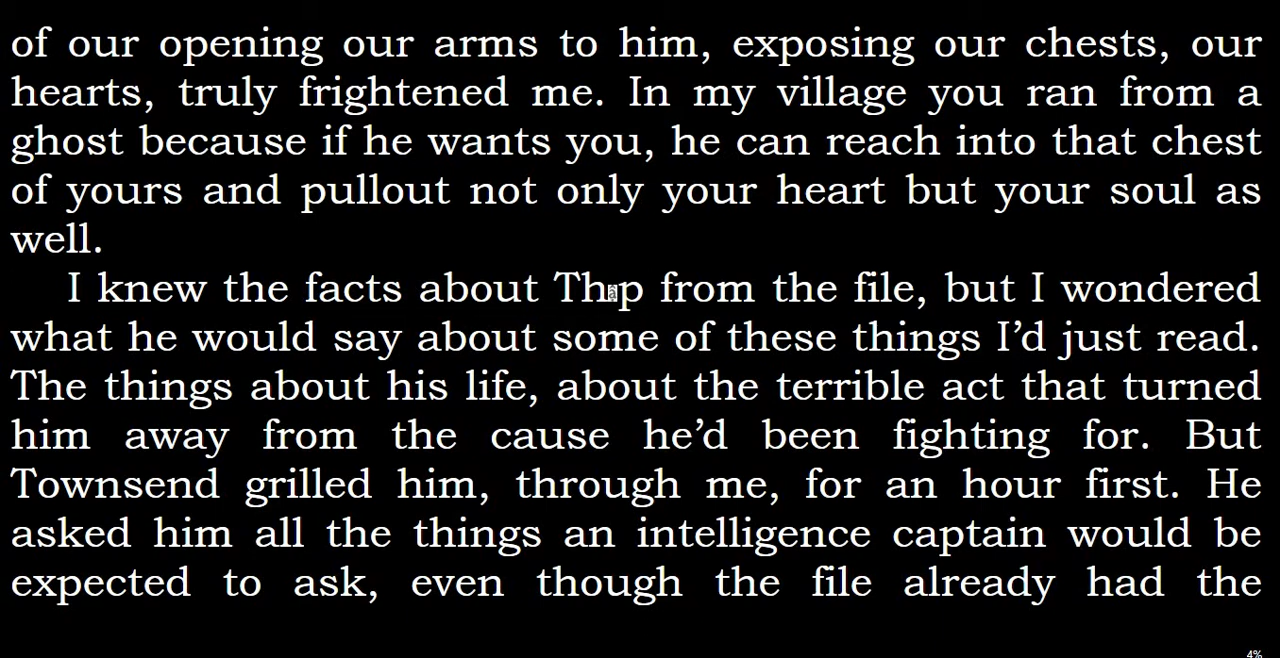 of our opening our arms to him, exposing our chests, our
hearts, truly frightened me. In my village you ran from a
ghost because if he wants you, he can reach into that chest
of yours and pullout not only your heart but your soul as
well.
I knew the facts about Thập from the file, but I wondered
what he would say about some of these things I’d just read.
The things about his life, about the terrible act that turned
him away from the cause he’d been fighting for. But
Townsend grilled him, through me, for an hour first. He
asked him all the things an intelligence captain would be
expected to ask, even though the file already had the
4%